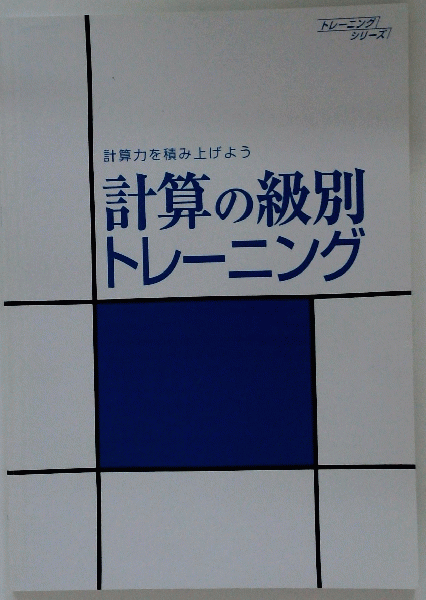 トレーニング
シリーズ
計算力を積み上げよう
計算の級別
トレーニング